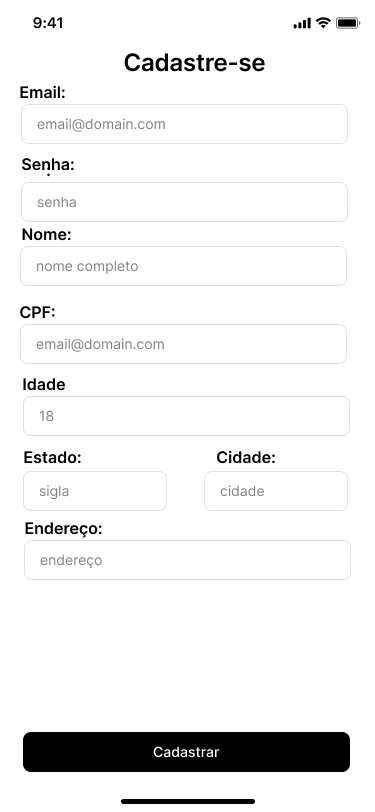 9:41
Cadastre-se
Email:
email@domain.com
Senha:
senha
Nome:
nome completo
CPF:
email@domain.com
Idade
18
Estado: Cidade:
sigla cidade
Endereço:
endereço
Cadastrar